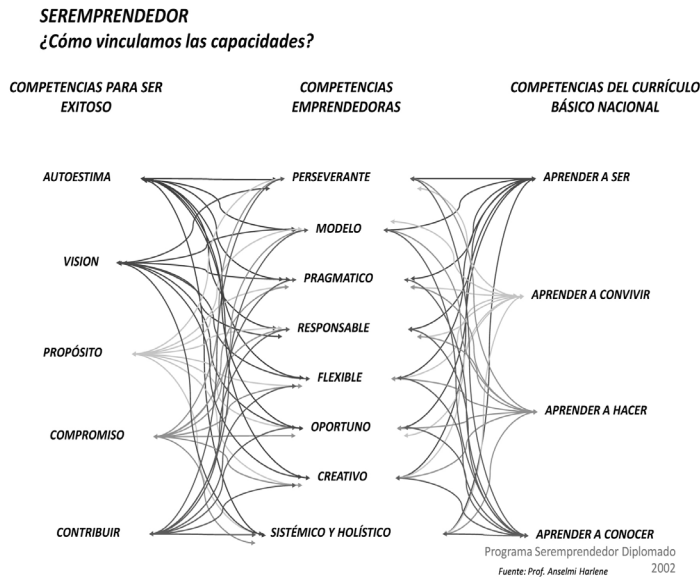 SEREMPRENDEDOR
¿Cómo vinculamos las capacidades?
COMPETENCIAS PARA SER
EXITOSO
COMPETENCIAS
EMPRENDEDORAS
COMPETENCIAS DEL CURRÍCULO
BÁSICO NACIONAL
AUTOESTIMA
PERSEVERANTE
APRENDER A SER
MODELO
VISION
PRAGMATICO
APRENDER A CONVIVIR
RESPONSABLE
PROPÓSITO
FLEXIBLE
APRENDER A HACER
OPORTUNO
COMPROMISO
CREATIVO
CONTRIBUIR
SISTÉMICO Y HOLÍSTICO
APRENDER A CONOCER
Programa Seremprendedor Diplomado
2002
Fuente: Prof. Anselmi Harlene